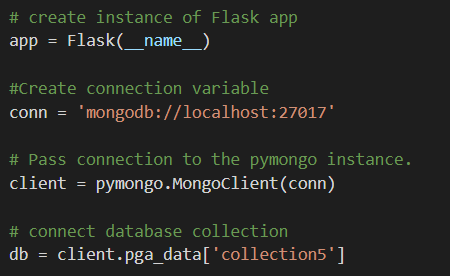 # create instance of Flask app
app = Flask(__name__)
#Create connection variable
conn = 'mongodb://localhost:27017'
# Pass connection to the pymongo instance.
client = pymongo.MongoClient(conn)
# connect database collection
db = client.pga_data['collection5']